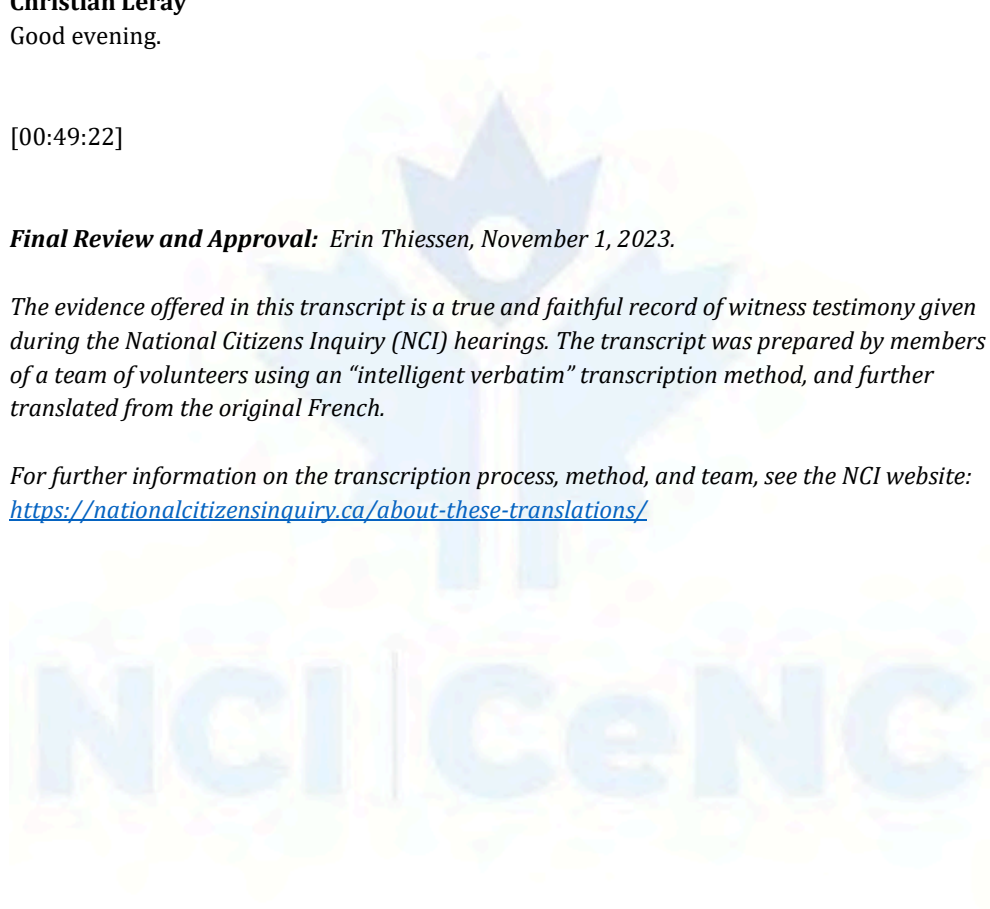 Christian Leray
Good evening.
[00:49:22]
Final Review and Approval: Erin Thiessen, November 1, 2023.
The evidence offered in this transcript is a true and faithful record of witness testimony given
during the National Citizens Inquiry (NCI) hearings. The transcript was prepared by members
of a team of volunteers using an “intelligent verbatim” transcription method, and further
translated from the original French.
For further information on the transcription process, method, and team, see the NCI website:
https://nationalcitizensinquiry.ca/about-these-translations/
NCI | CeNC